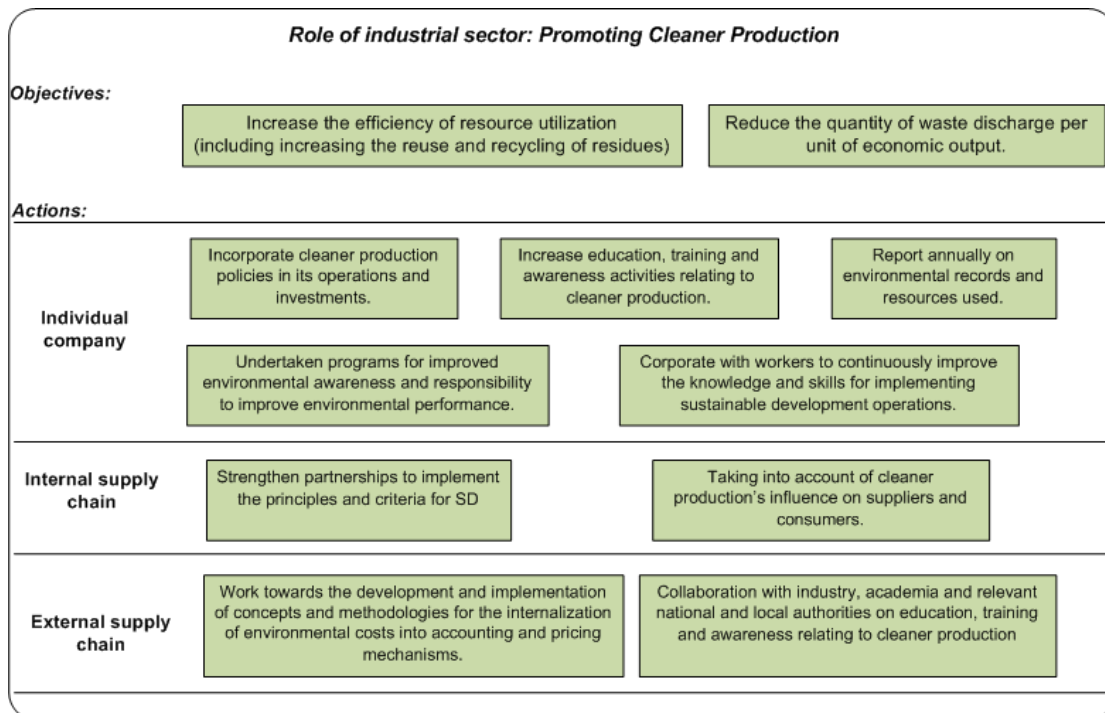 Role of industrial sector: Promoting Cleaner Production
Objectives:
Increase the efficiency of resource utilization
(including increasing the reuse and recycling of residues)
Reduce the quantity of waste discharge per
unit of economic output.
Actions:
Individual
company
Incorporate cleaner production
policies in its operations and
investments.
Increase education, training and
awareness activities relating to
cleaner production.
Report annually on
environmental records and
resources used.
Undertaken programs for improved
environmental awareness and responsibility
to improve environmental performance.
Corporate with workers to continuously improve
the knowledge and skills for implementing
sustainable development operations.
Internal supply
chain
Strengthen partnerships to implement
the principles and criteria for SD
Taking into account of cleaner
production's influence on suppliers and
consumers.
External supply
chain
Work towards the development and implementation
of concepts and methodologies for the internalization
of environmental costs into accounting and pricing
mechanisms.
Collaboration with industry, academia and relevant
national and local authorities on education, training
and awareness relating to cleaner production